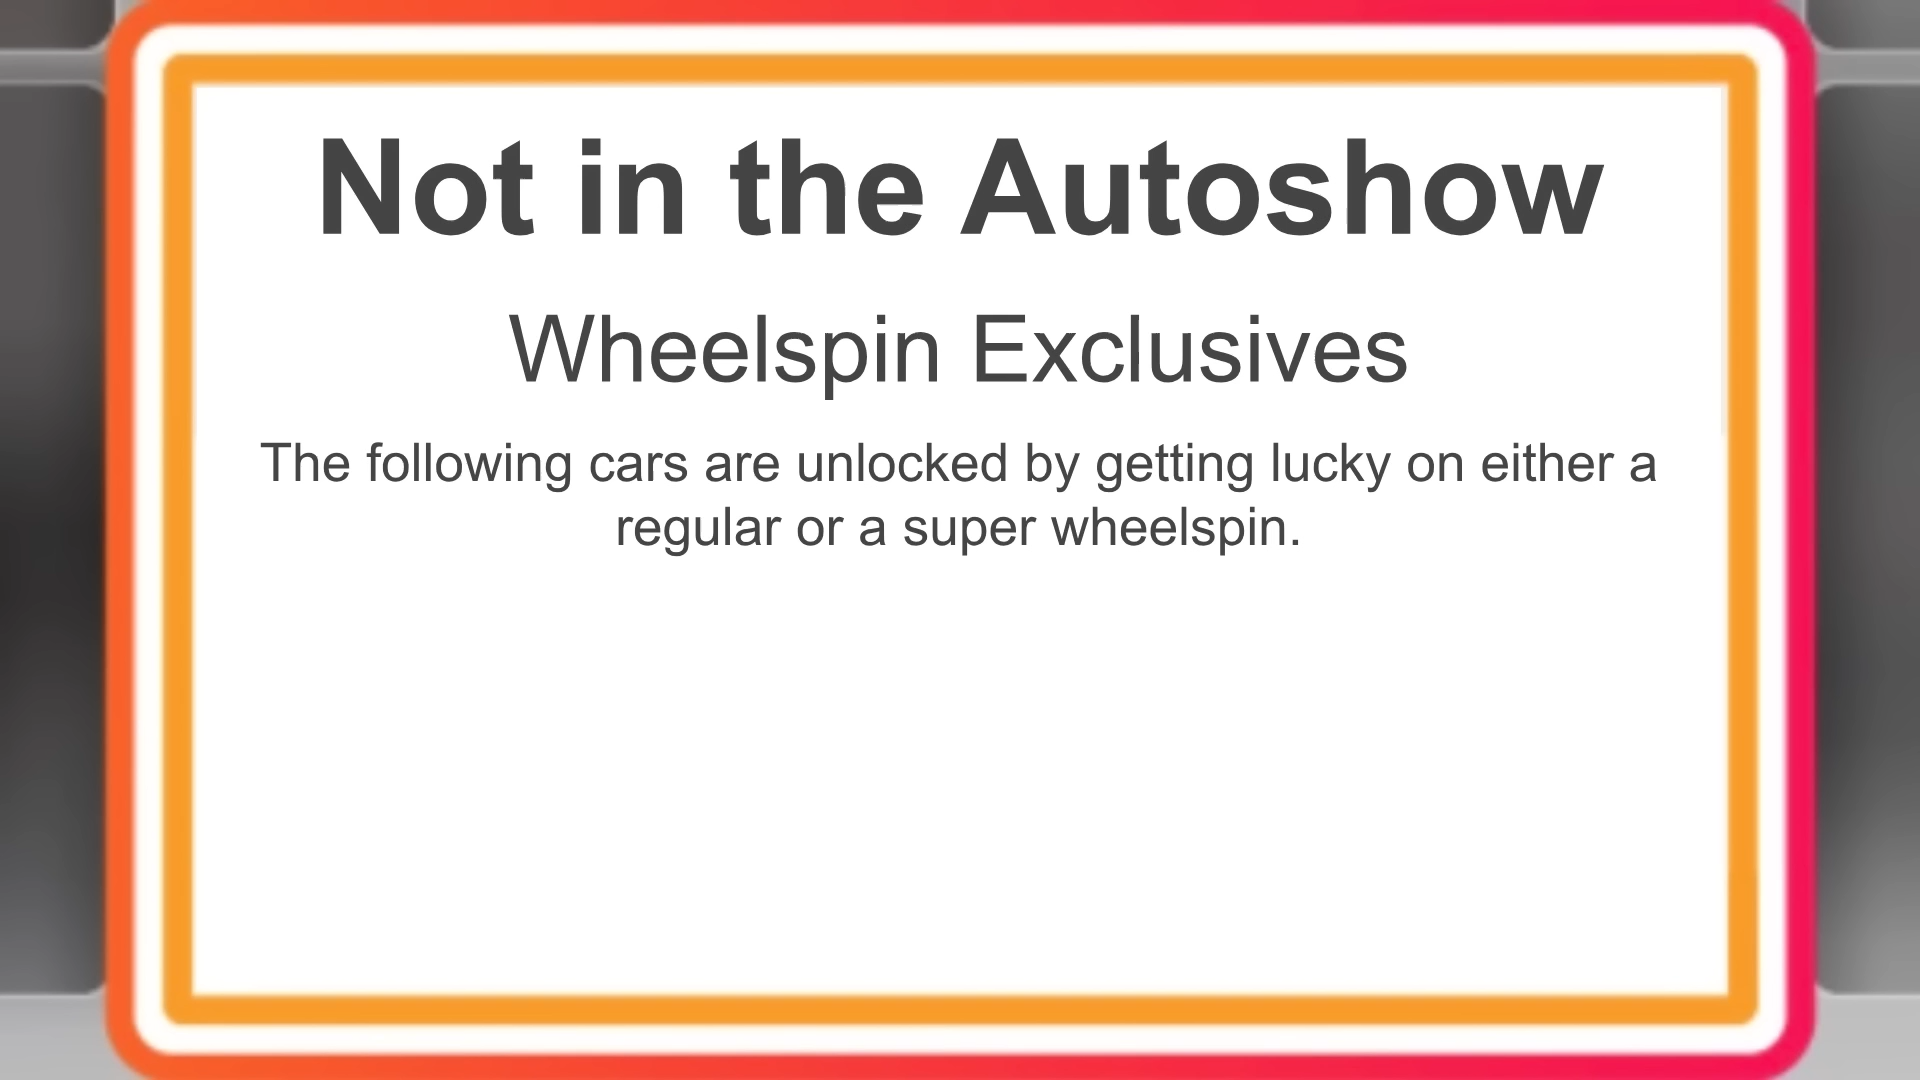 Not in the Autoshow
Wheelspin Exclusives
The following cars are unlocked by getting lucky on either a
regular or a super wheelspin.